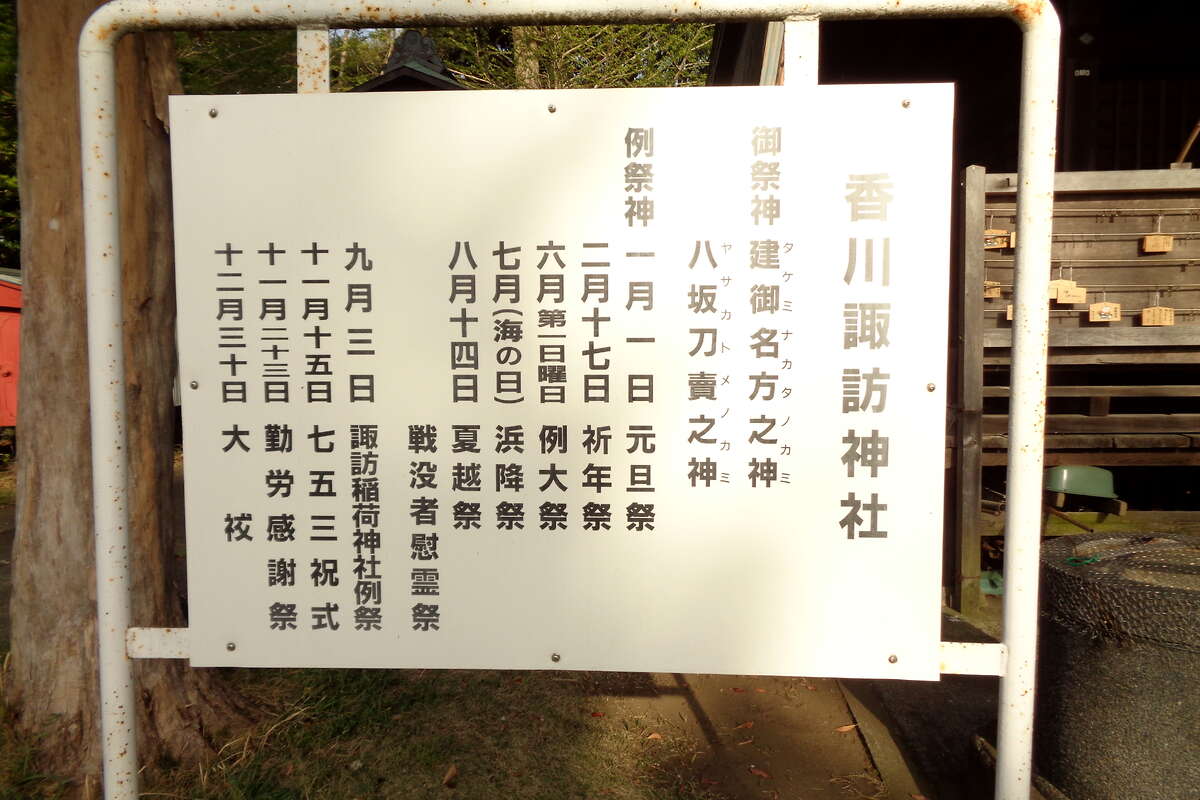 香川諏訪神社
御祭神 建御名方之神
タケミナカタノカミ
八坂刀賣之神
ヤサカトメノカミ
例祭神 一月一日 元旦祭
二月十七日 祈年祭
六月第一日曜日 例大祭
七月(海の日) 浜降祭
八月十四日 夏越祭
戦没者慰霊祭
九月三日 諏訪稲荷神社例祭
十一月十五日 七五三祝式
十一月二十三日 勤労感謝祭
十二月三十日 大祓